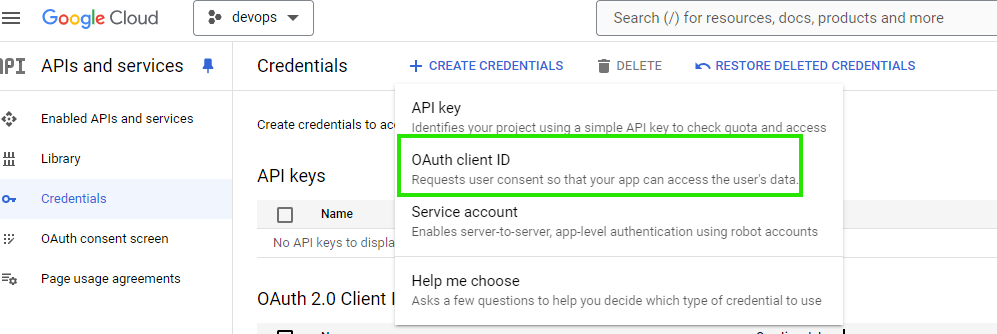 Google Cloud
devops
Search (/) for resources, docs, products and more
API
APIs and services
Credentials
CREATE CREDENTIALS
DELETE
RESTORE DELETED CREDENTIALS
Enabled APIs and services
Library
Credentials
OAuth consent screen
Page usage agreements
Create credentials to acc
API keys
Name
No API keys to displa
OAuth 2.0 Client I
API key
Identifies your project using a simple API key to check quota and access
OAuth client ID
Requests user consent so that your app can access the user's data.
Service account
Enables server-to-server, app-level authentication using robot accounts
Help me choose
Asks a few questions to help you decide which type of credential to use